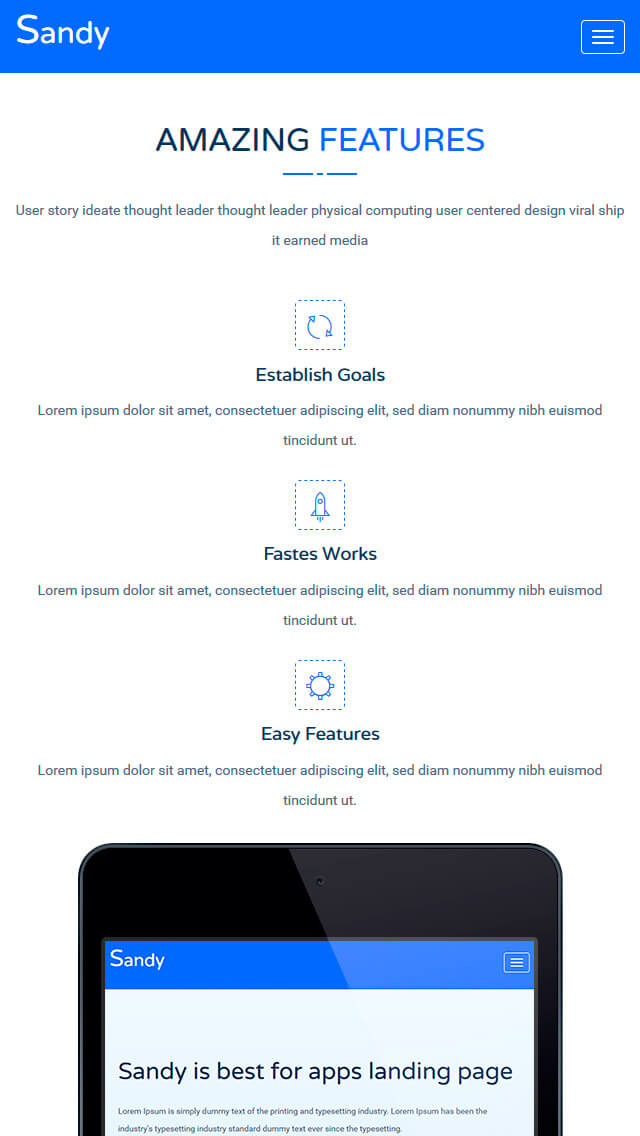 Sandy
AMAZING FEATURES
User story ideate thought leader thought leader physical computing user centered design viral ship
it earned media
Establish Goals
Lorem ipsum dolor sit amet, consectetuer adipiscing elit, sed diam nonummy nibh euismod
tincidunt ut.
Fastes Works
Lorem ipsum dolor sit amet, consectetuer adipiscing elit, sed diam nonummy nibh euismod
tincidunt ut.
Easy Features
Lorem ipsum dolor sit amet, consectetuer adipiscing elit, sed diam nonummy nibh euismod
tincidunt ut.
Sandy
Sandy is best for apps landing page
Lorem Ipsum is simply dummy text of the printing and typesetting industry. Lorem Ipsum has been the
industry's typesetting industry standard dummy text ever since the typesetting.